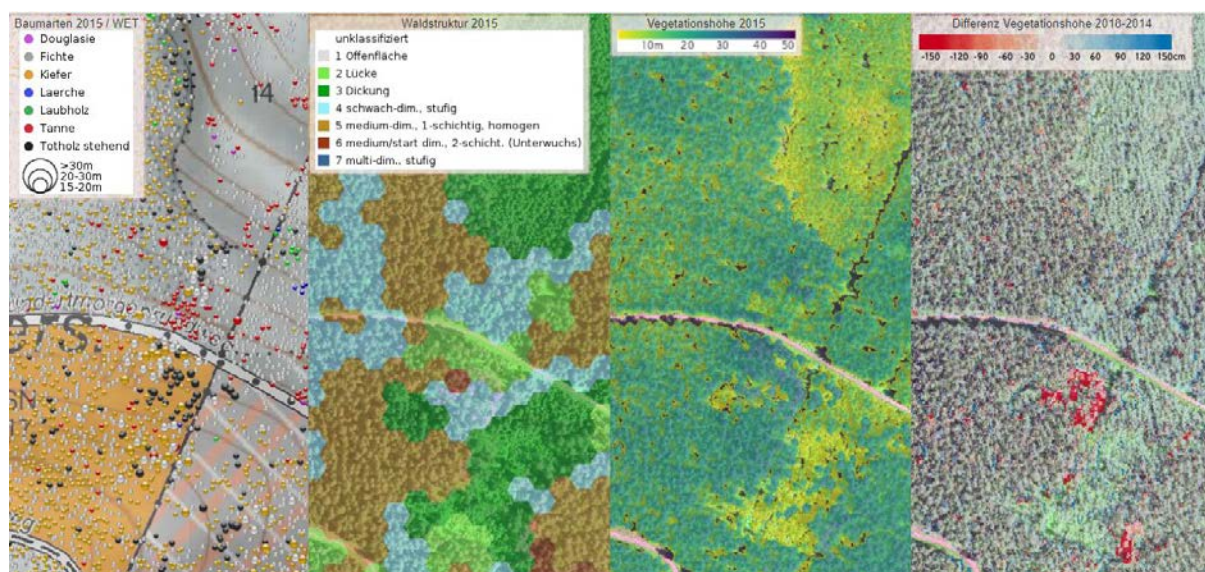 Baumarten 2015 / WET
Douglasie
Fichte
Kiefer
Laerche
Laubholz
Tanne
Totholz stehend
>30m
20-30m
15-20m
14
Waldstruktur 2015
unklassifiziert
1 Offenfläche
2 Lücke
3 Dickung
4 schwach-dim., stufig
5 medium-dim., 1-schichtig, homogen
6 medium/start dim., 2-schicht. (Unterwuchs)
7 multi-dim., stufig
Vegetationshöhe 2015
10m 20 30 40 50
Differenz Vegetationshöhe 2018-2014
-150 -120 -90 -60 -30 0 30 60 90 120 150cm